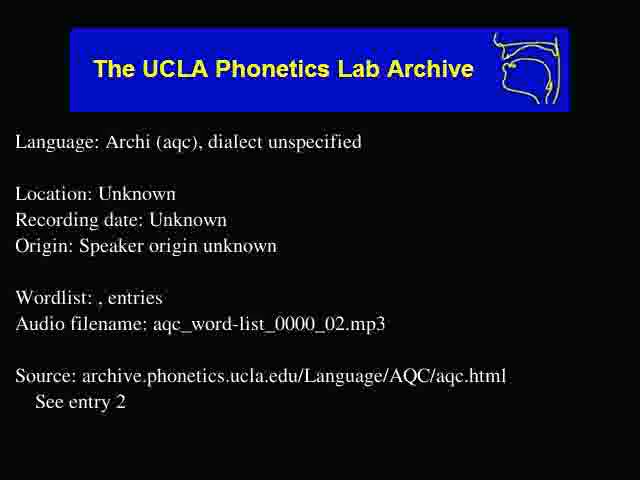 The UCLA Phonetics Lab Archive
Language: Archi (aqc), dialect unspecified
Location: Unknown
Recording date: Unknown
Origin: Speaker origin unknown
Wordlist: , entries
Audio filename: aqc_word-list_0000_02.mp3
Source: archive.phonetics.ucla.edu/Language/AQC/aqc.html
See entry 2